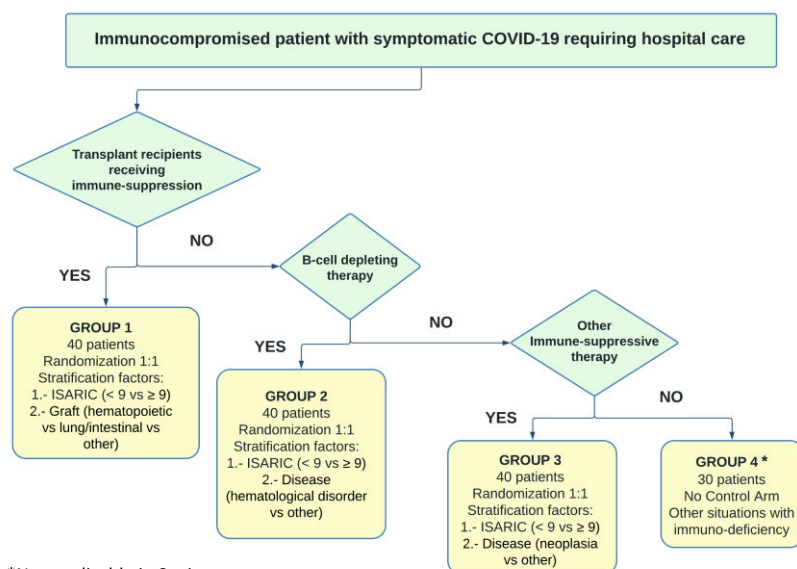 Immunocompromised patient with symptomatic COVID-19 requiring hospital care
Transplant recipients
receiving
immune-suppression
NO
YES
B-cell depleting
therapy
GROUP 1
40 patients
Randomization 1:1
Stratification factors:
1.- ISARIC (< 9 vs ≥ 9)
2.- Graft (hematopoietic
vs lung/intestinal vs
other)
NO
YES
Other
Immune-suppressive
therapy
GROUP 2
40 patients
Randomization 1:1
Stratification factors:
1.- ISARIC (< 9 vs ≥ 9)
2.- Disease
(hematological disorder
vs other)
YES
NO
GROUP 3
40 patients
Randomization 1:1
Stratification factors:
1.- ISARIC (< 9 vs ≥ 9)
2.- Disease (neoplasia
vs other)
GROUP 4 *
30 patients
No Control Arm
Other situations with
immuno-deficiency